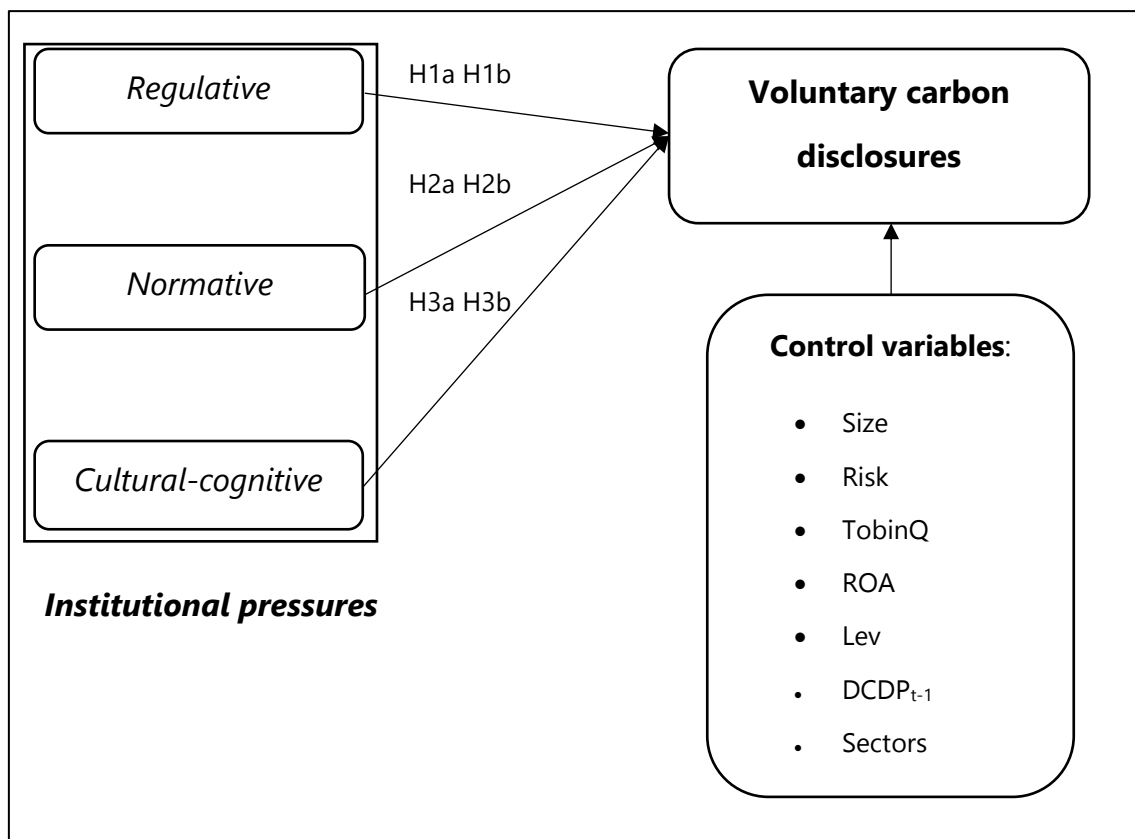 Regulative
H1a H1b
Voluntary carbon
disclosures
H2a H2b
Normative
H3a H3b
Cultural-cognitive
Institutional pressures
Control variables:
• Size
• Risk
• TobinQ
• ROA
• Lev
• DCDPt-1
• Sectors